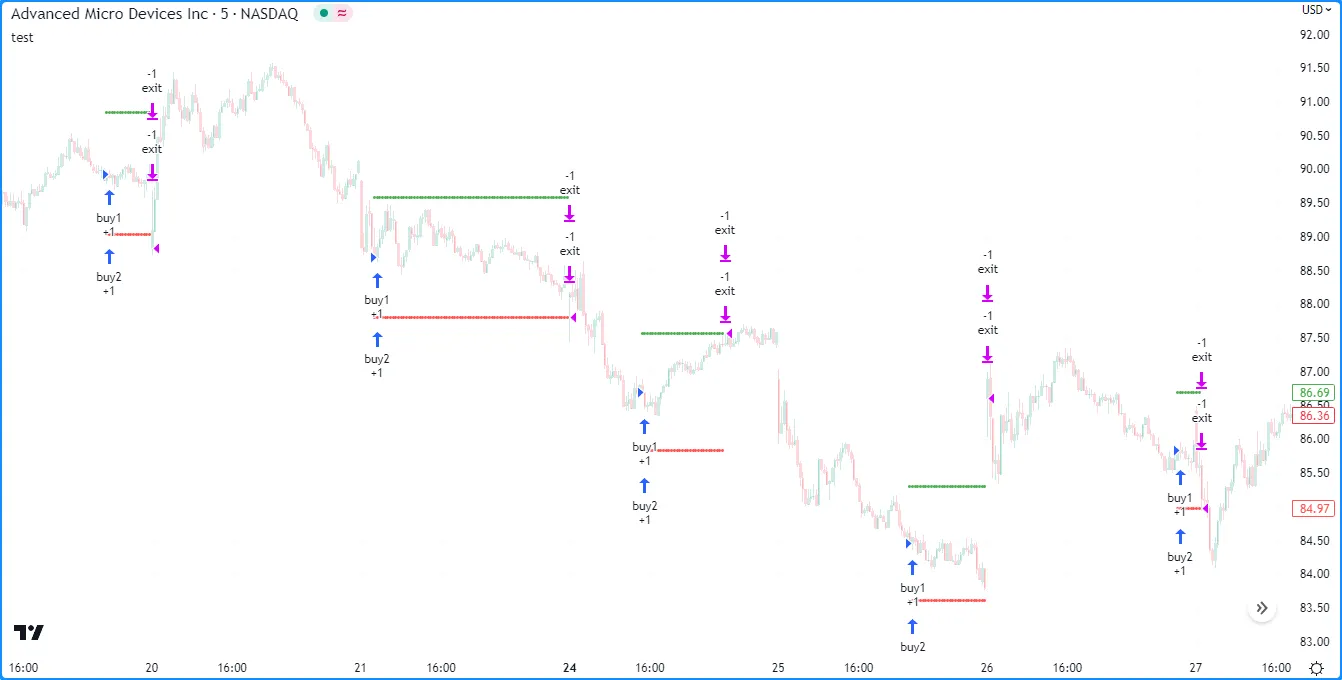 Advanced Micro Devices Inc · 5 · NASDAQ
USD
test
92.00
91.50
91.00
90.50
90.00
89.50
89.00
88.50
88.00
87.50
87.00
86.69
86.50
86.36
86.00
85.50
84.97
84.50
84.00
83.50
83.00
-1
exit
-1
exit
buy1
+1
buy2
+1
-1
exit
-1
exit
buy1
+1
buy2
+1
-1
exit
-1
exit
buy1
+1
buy2
+1
-1
exit
-1
exit
buy1
+1
buy2
-1
exit
-1
exit
buy1
+1
buy2
+1
16:00 20 16:00 21 16:00 24 16:00 25 16:00 26 16:00 27 16:00